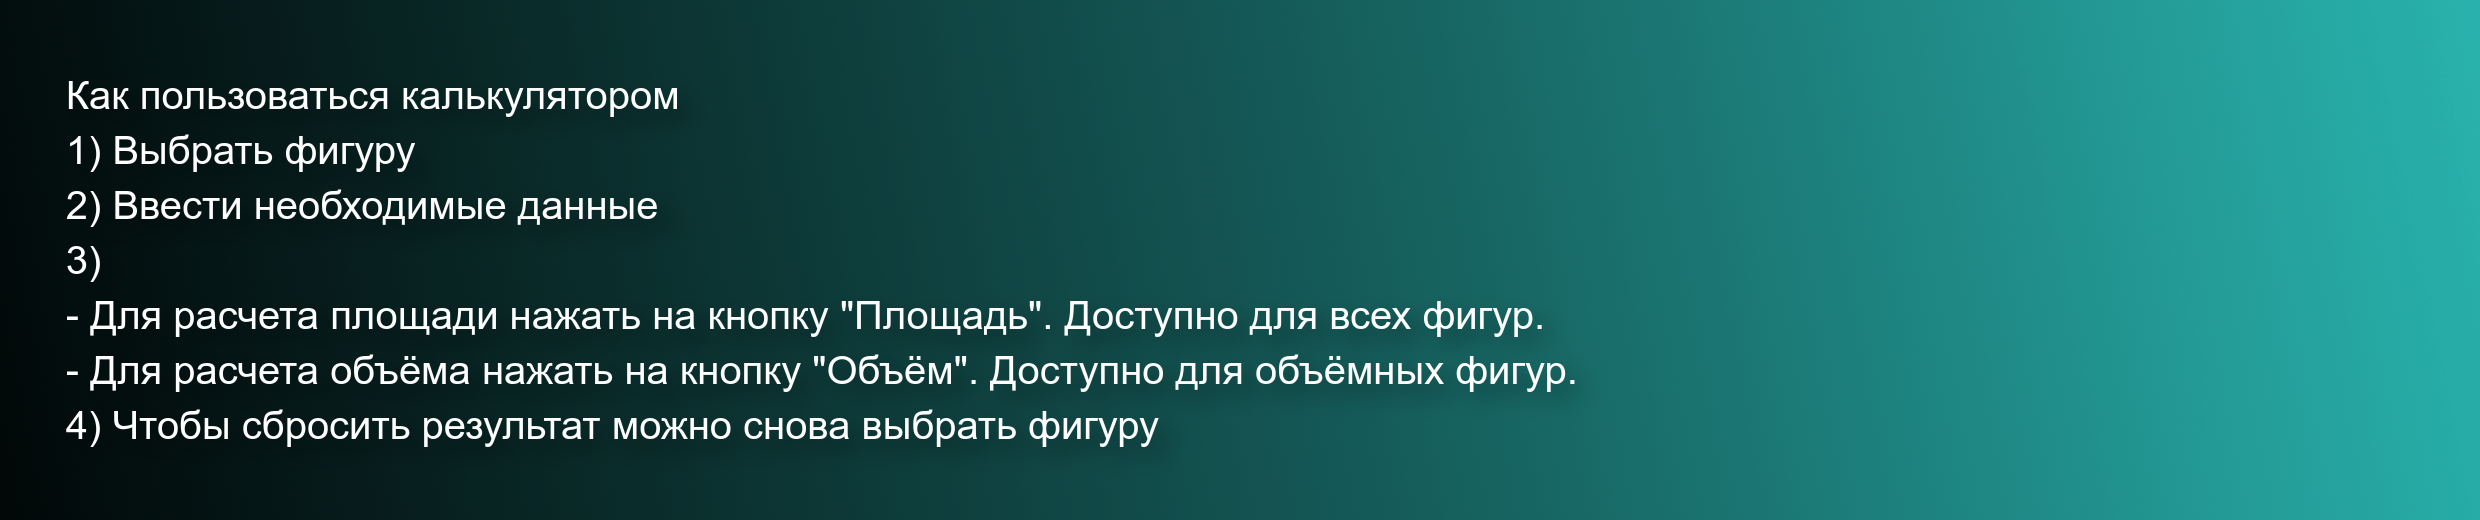 Как пользоваться калькулятором
1) Выбрать фигуру
2) Ввести необходимые данные
3)
- Для расчета площади нажать на кнопку "Площадь". Доступно для всех фигур.
- Для расчета объёма нажать на кнопку "Объём". Доступно для объёмных фигур.
4) Чтобы сбросить результат можно снова выбрать фигуру